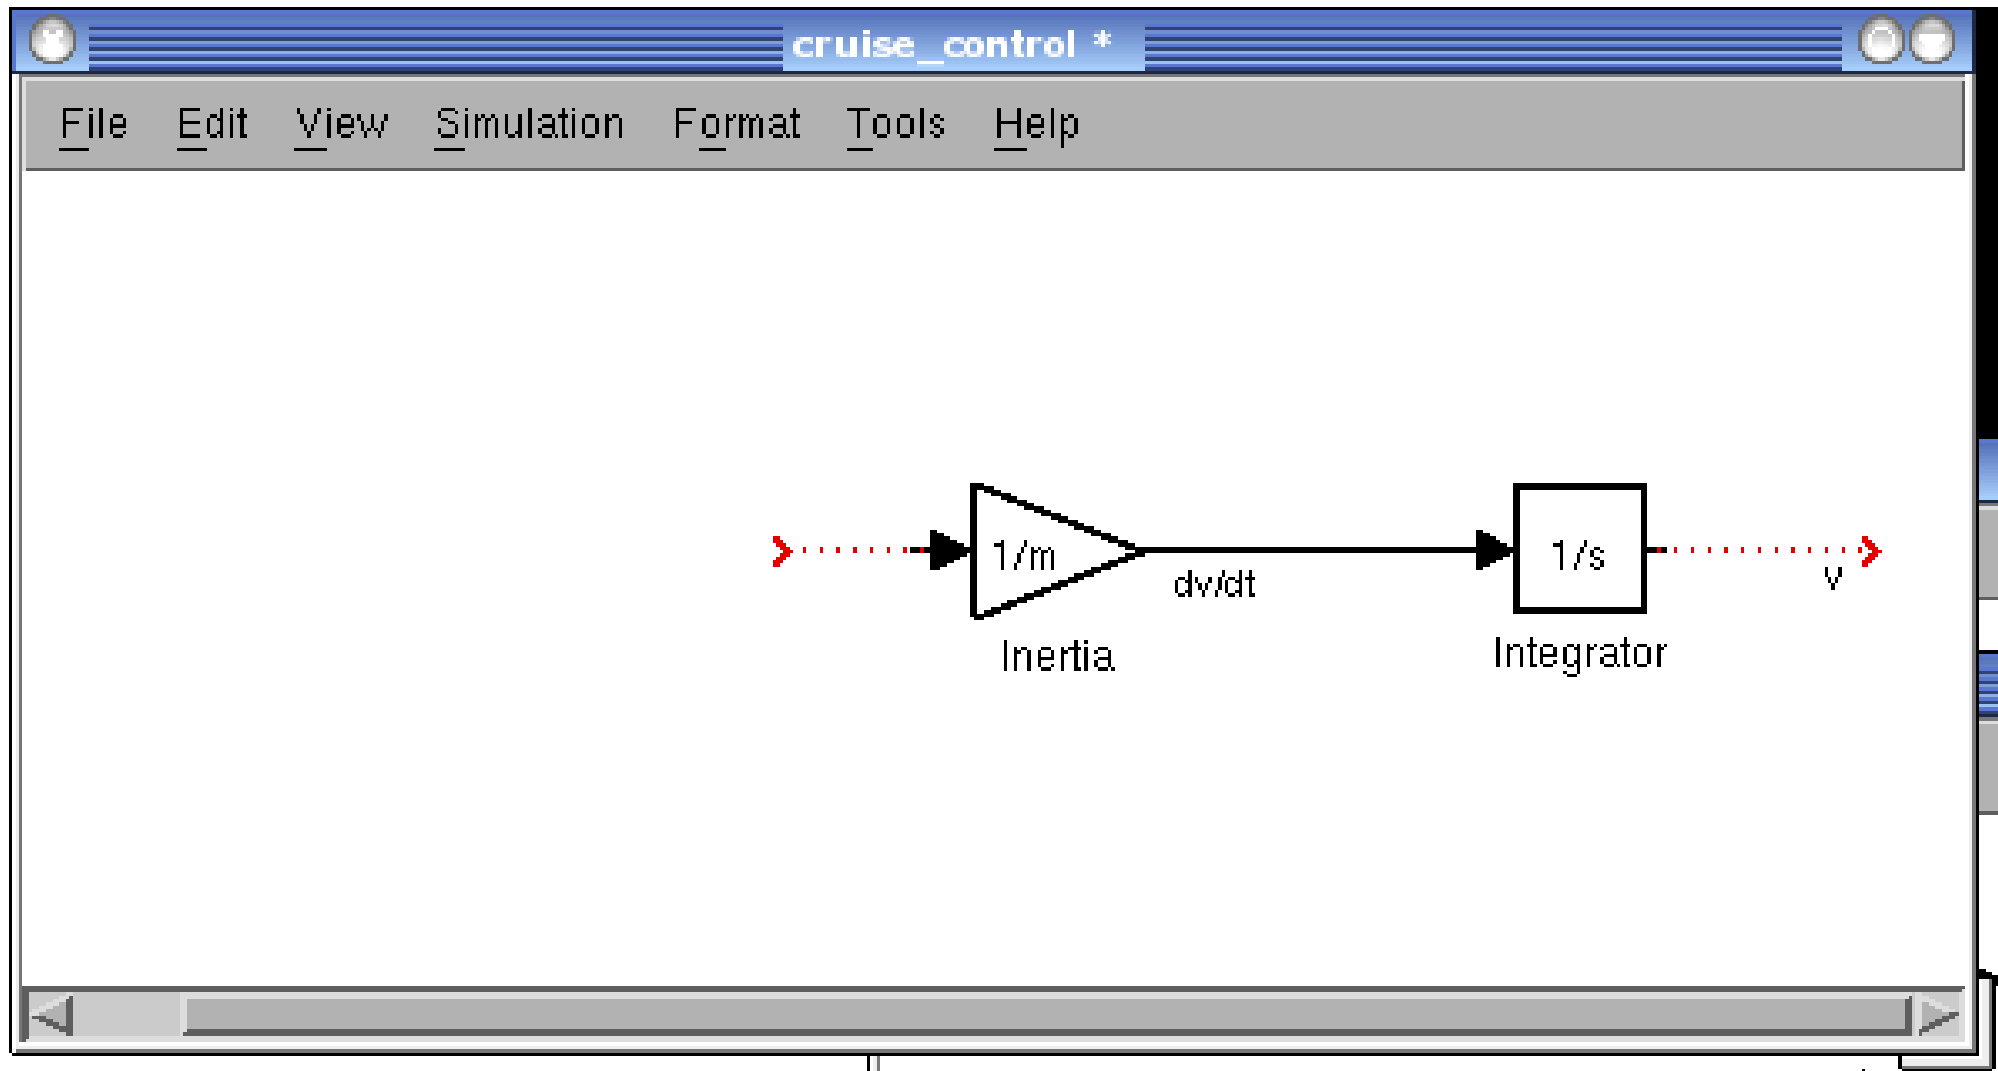 cruise_control *
File Edit View Simulation Format Tools Help
1/m
dv/dt
1/s
v
Inertia
Integrator